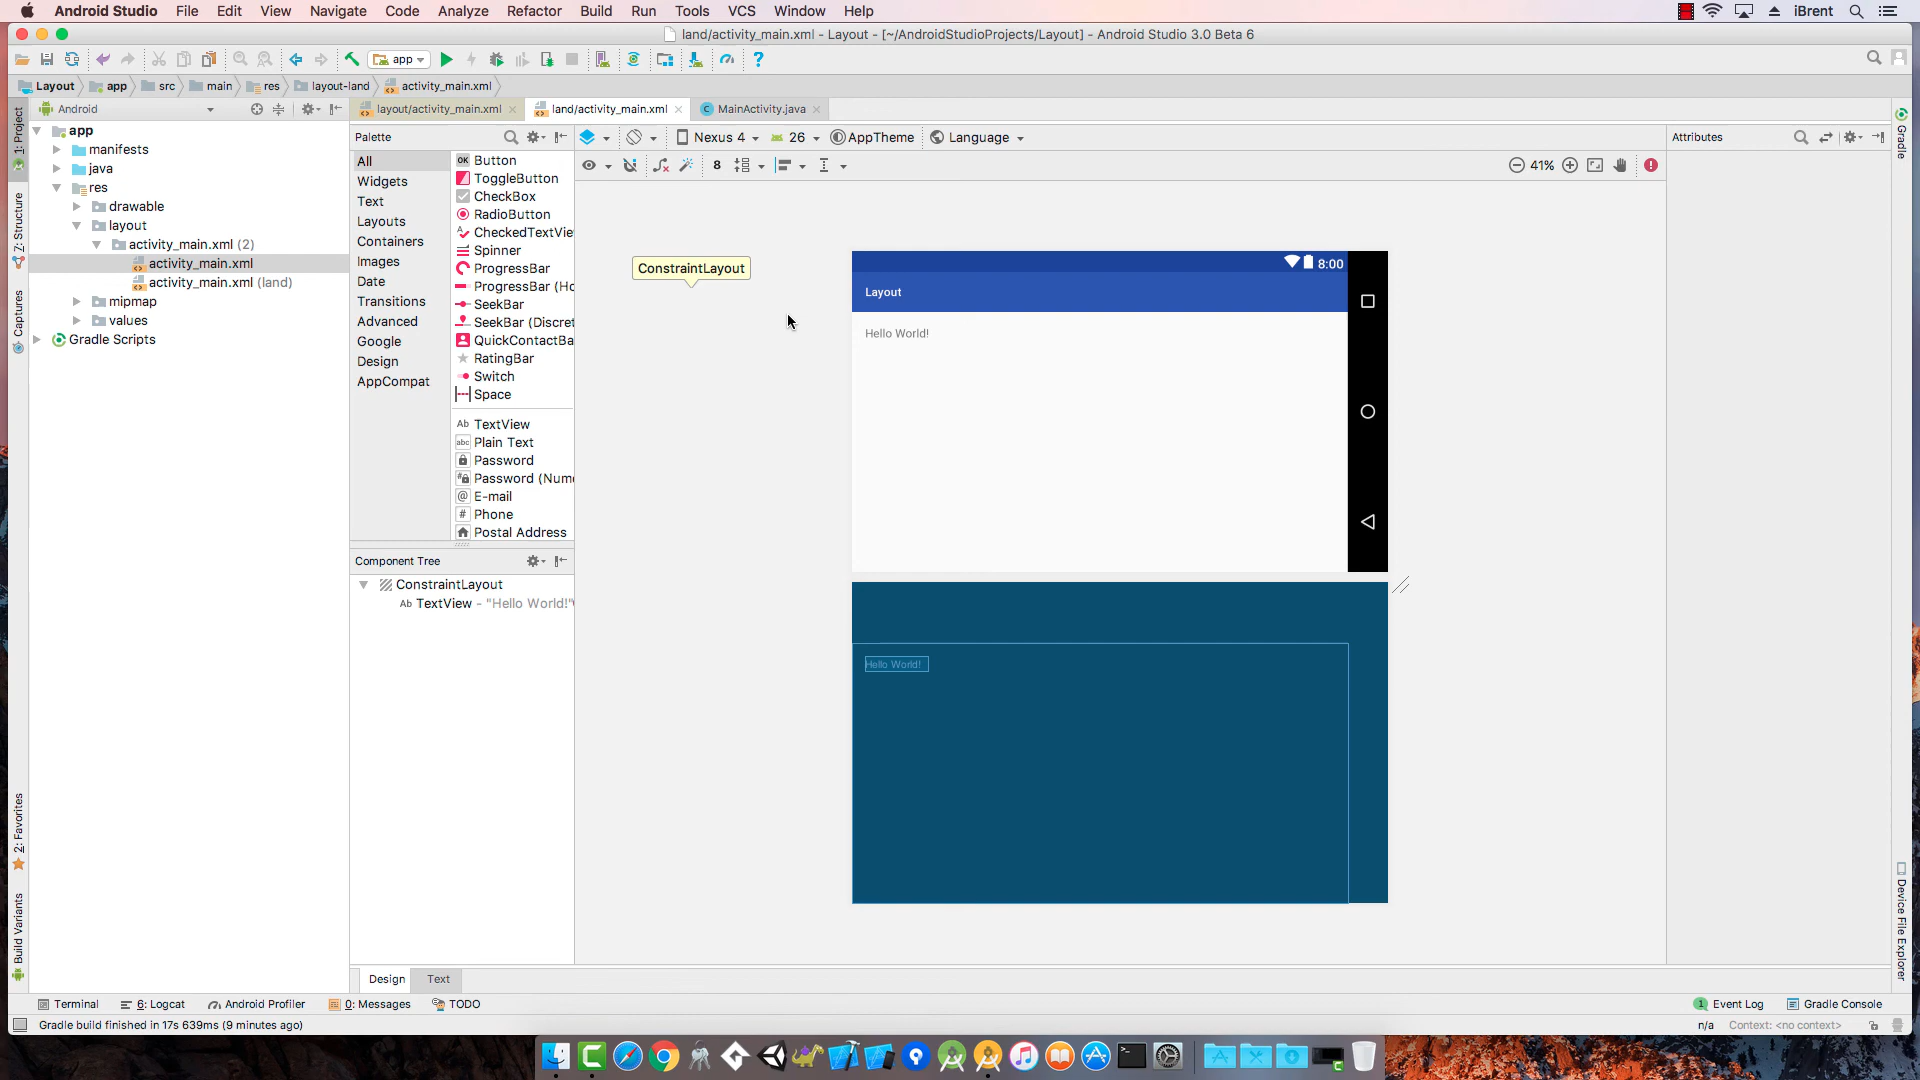 Android Studio File Edit View Navigate Code Analyze Refactor Build Run Tools VCS Window Help iBrent
land/activity_main.xml - Layout - [~/AndroidStudioProjects/Layout] - Android Studio 3.0 Beta 6
app
Layout app src main res layout-land activity_main.xml
Android layout/activity_main.xml land/activity_main.xml MainActivity.java
1: Project
Z: Structure
Captures
2: Favorites
Build Variants
app
manifests
java
res
drawable
layout
activity_main.xml (2)
activity_main.xml
activity_main.xml (land)
mipmap
values
Gradle Scripts
Palette
All
Widgets
Text
Layouts
Containers
Images
Date
Transitions
Advanced
Google
Design
AppCompat
OK Button
ToggleButton
CheckBox
RadioButton
CheckedTextVie
Spinner
ProgressBar
ProgressBar (Ho
SeekBar
SeekBar (Discret
QuickContactBa
RatingBar
Switch
Space
Ab TextView
abc Plain Text
Password
Password (Num
@ E-mail
# Phone
Postal Address
Component Tree
ConstraintLayout
Ab TextView - "Hello World!"
Nexus 4 26 AppTheme Language
8 41%
ConstraintLayout
8:00
Layout
Hello World!
Hello World!
Attributes
Gradle
Device File Explorer
Design Text
Terminal 6: Logcat Android Profiler 0: Messages TODO 1 Event Log Gradle Console
Gradle build finished in 17s 639ms (9 minutes ago) n/a Context: <no context>